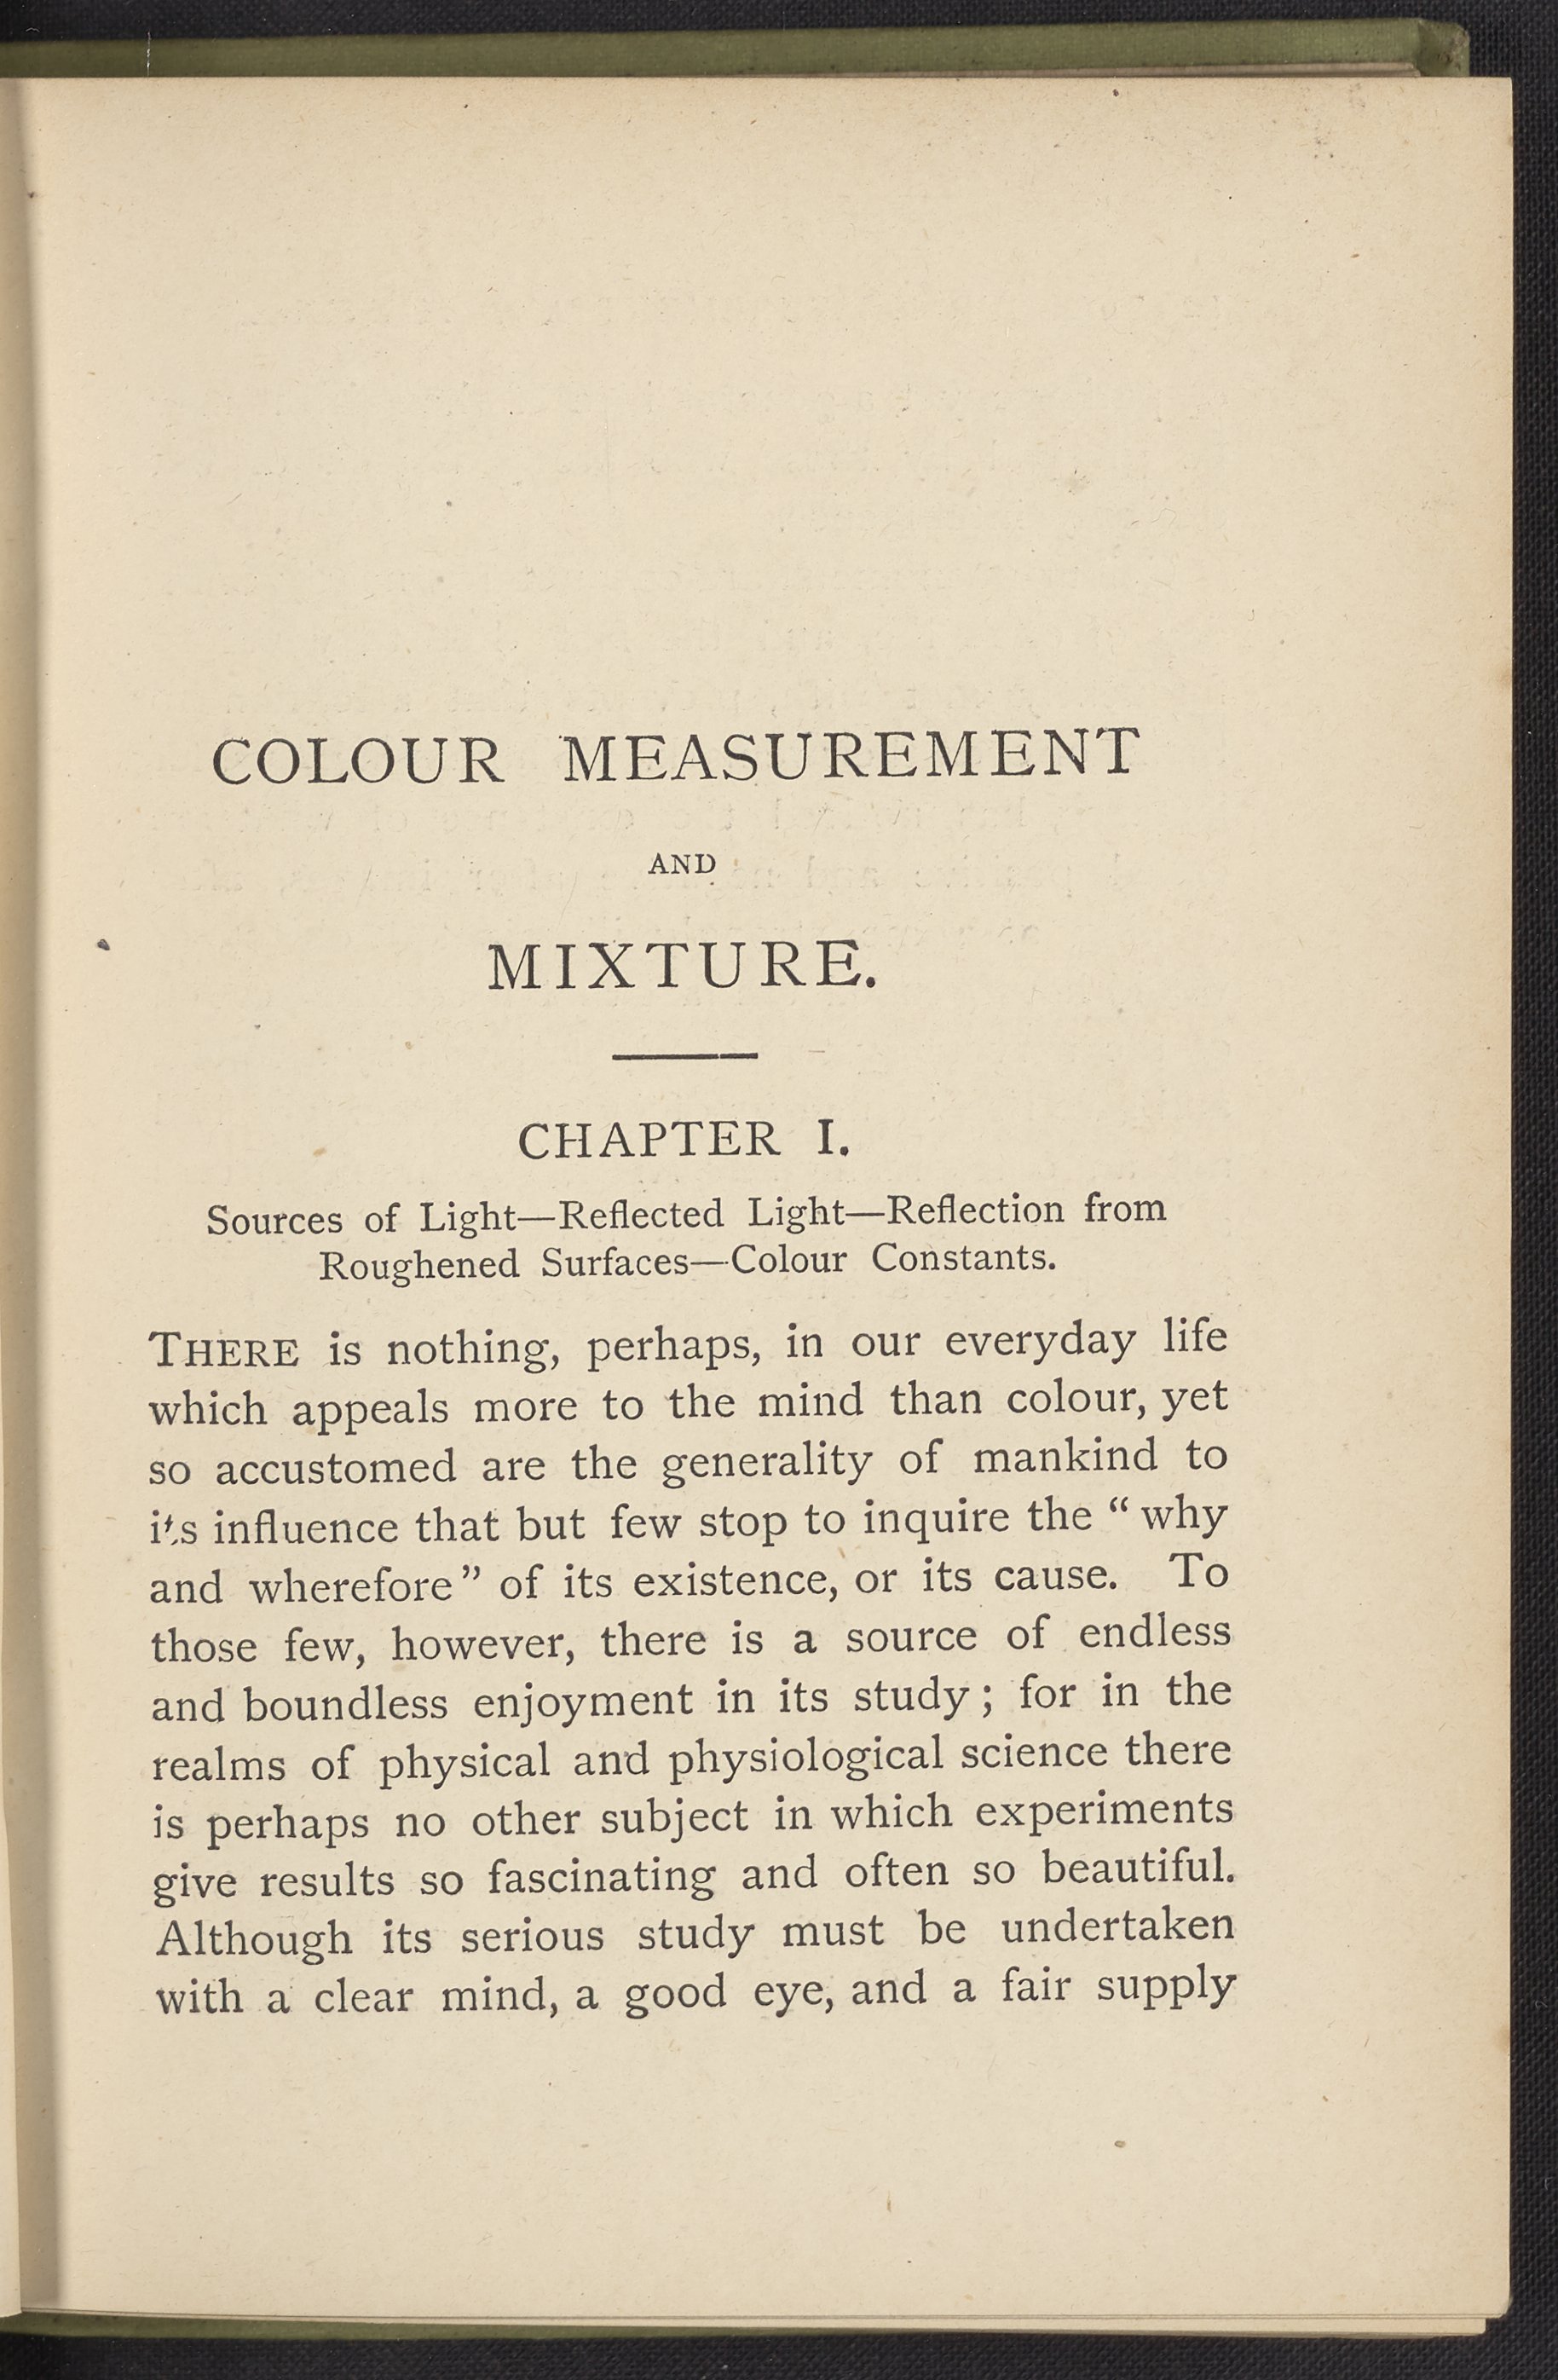 COLOUR MEASUREMENT
AND
MIXTURE.
CHAPTER I.
Sources of Light—Reflected Light—Reflection from
Roughened Surfaces—Colour Constants.
THERE is nothing, perhaps, in our everyday life
which appeals more to the mind than colour, yet
so accustomed are the generality of mankind to
its influence that but few stop to inquire the “why
and wherefore” of its existence, or its cause. To
those few, however, there is a source of endless
and boundless enjoyment in its study; for in the
realms of physical and physiological science there
is perhaps no other subject in which experiments
give results so fascinating and often so beautiful.
Although its serious study must be undertaken
with a clear mind, a good eye, and a fair supply